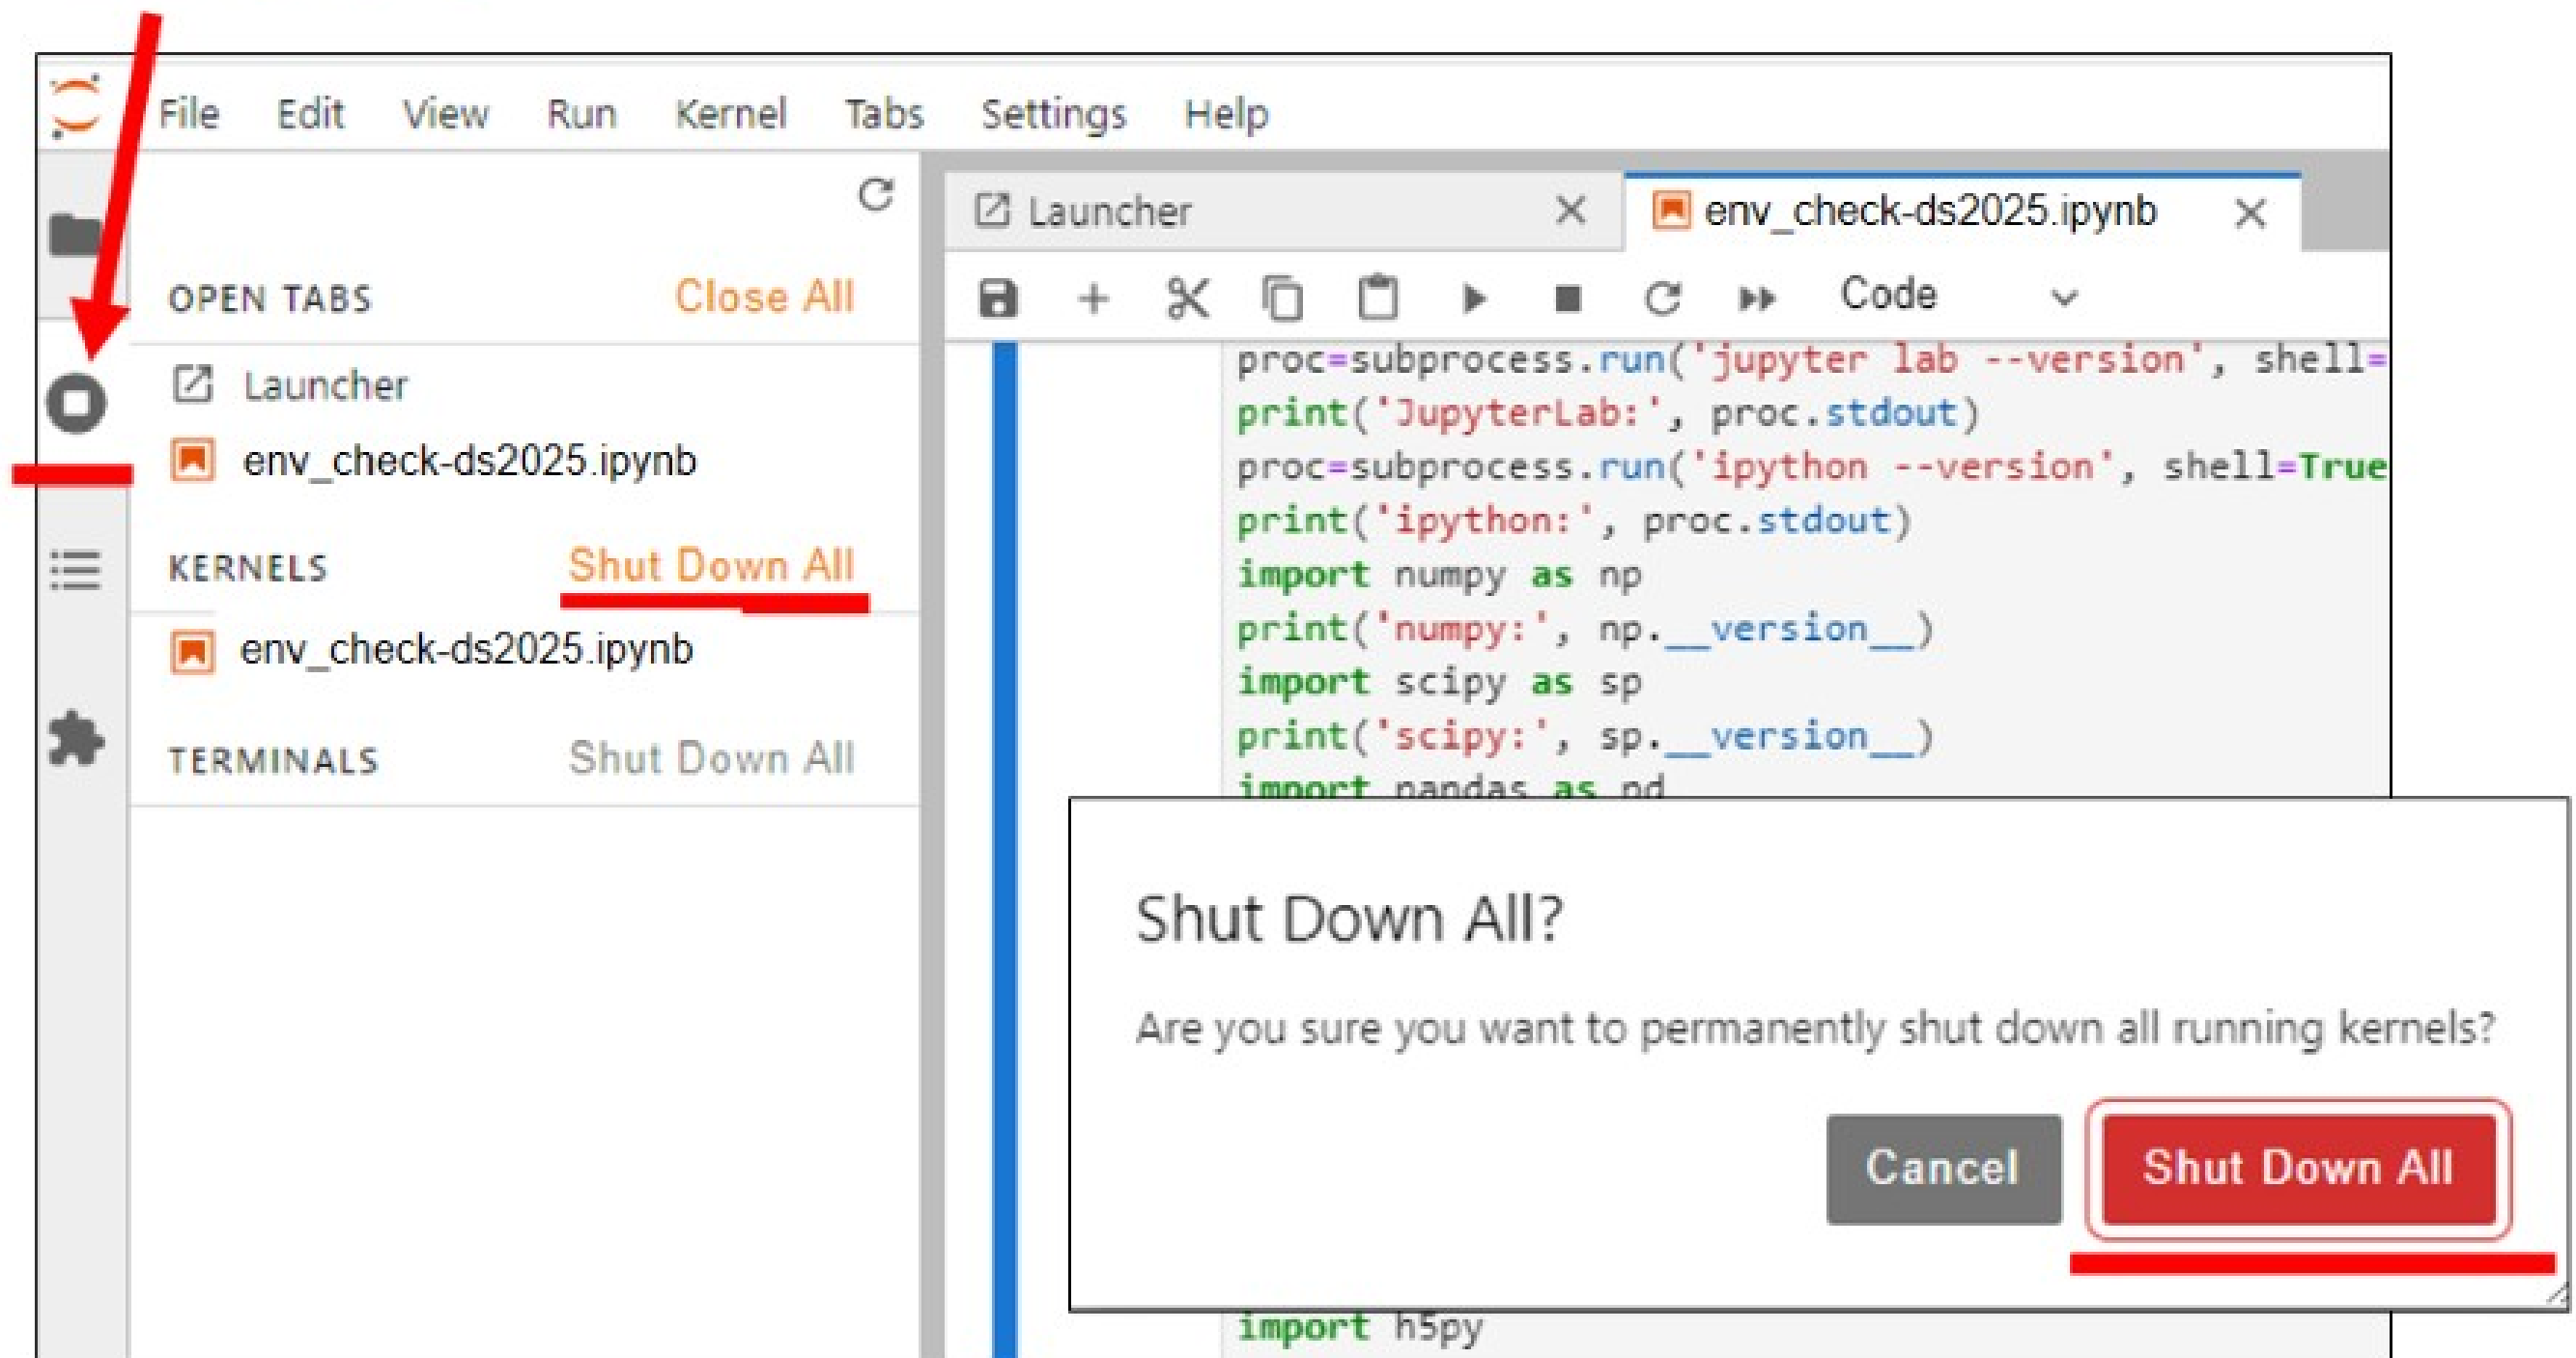 File Edit View Run Kernel Tabs Settings Help
OPEN TABS Close All
Launcher
env_check-ds2025.ipynb
KERNELS Shut Down All
env_check-ds2025.ipynb
TERMINALS Shut Down All
Launcher env_check-ds2025.ipynb
Code
proc=subprocess.run('jupyter lab --version', shell=
print('JupyterLab:', proc.stdout)
proc=subprocess.run('ipython --version', shell=True
print('ipython:', proc.stdout)
import numpy as np
print('numpy:', np.__version__)
import scipy as sp
print('scipy:', sp.__version__)
import pandas as pd
Shut Down All?
Are you sure you want to permanently shut down all running kernels?
Cancel Shut Down All
import h5py